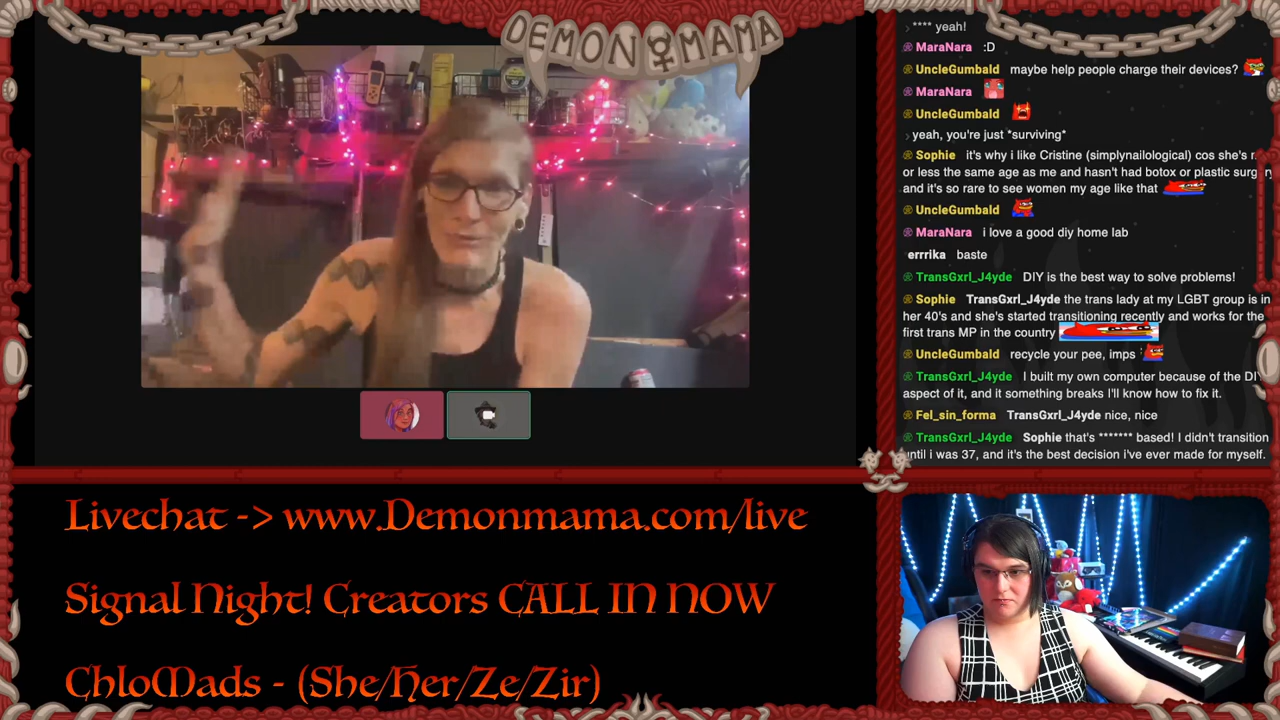 DEMON MAMA
**** yeah!
MaraNara :D
UncleGumbald maybe help people charge their devices?
MaraNara
UncleGumbald
yeah, you're just *surviving*
Sophie it's why i like Cristine (simplynailological) cos she's
or less the same age as me and hasn't had botox or plastic surgery
and it's so rare to see women my age like that
UncleGumbald
MaraNara i love a good diy home lab
errrika baste
TransGxrl_J4yde DIY is the best way to solve problems!
Sophie TransGxrl_J4yde the trans lady at my LGBT group is in
her 40's and she's started transitioning recently and works for the
first trans MP in the country
UncleGumbald recycle your pee, imps
TransGxrl_J4yde I built my own computer because of the DI
aspect of it, and it something breaks I'll know how to fix it.
Fel_sin_forma TransGxrl_J4yde nice, nice
TransGxrl_J4yde Sophie that's ******* based! I didn't transition
until i was 37, and it's the best decision i've ever made for myself.
Livechat -> www.Demonmama.com/live
Signal Night! Creators CALL IN NOW
ChloMads - (She/Her/Ze/Zir)